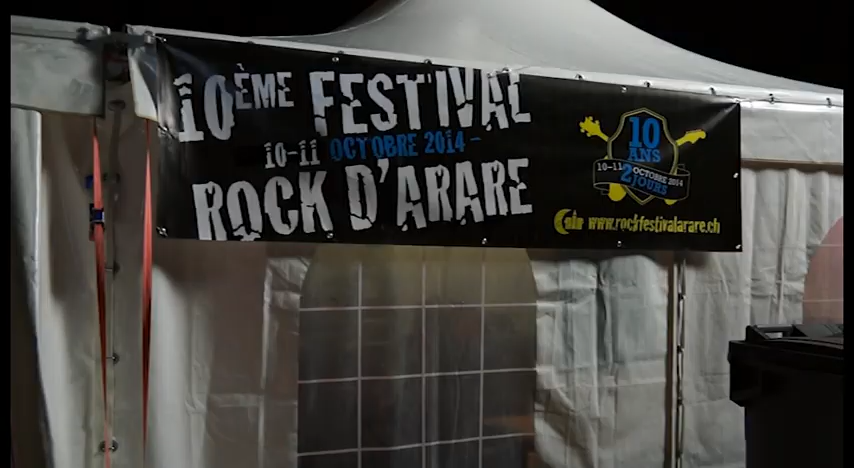 10ÈME FESTIVAL
10-11 OCTOBRE 2014 -
ROCK D'ARARE
10
ANS
10-11 OCTOBRE 2014
2 JOURS
www.rockfestivalarare.ch